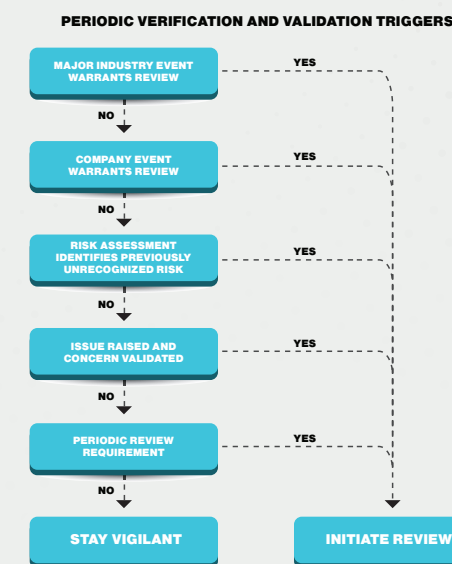 PERIODIC VERIFICATION AND VALIDATION TRIGGERS
MAJOR INDUSTRY EVENT
WARRANTS REVIEW
YES
NO
COMPANY EVENT
WARRANTS REVIEW
YES
NO
RISK ASSESSMENT
IDENTIFIES PREVIOUSLY
UNRECOGNIZED RISK
YES
NO
ISSUE RAISED AND
CONCERN VALIDATED
YES
NO
PERIODIC REVIEW
REQUIREMENT
YES
NO
STAY VIGILANT
INITIATE REVIEW